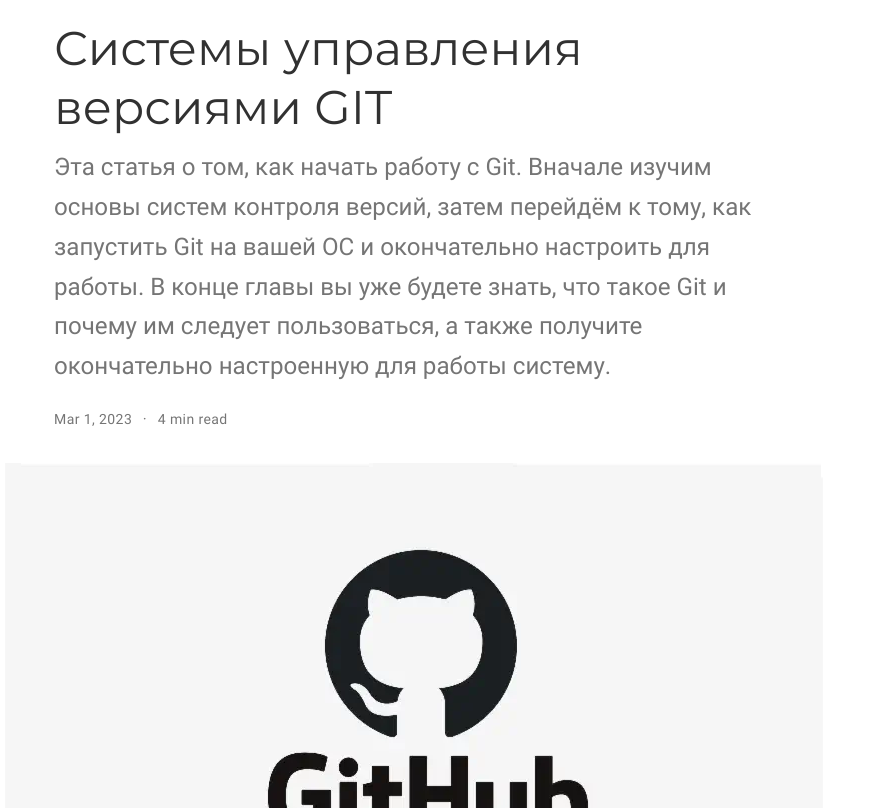 Системы управления
версиями GIT
Эта статья о том, как начать работу с Git. Вначале изучим
основы систем контроля версий, затем перейдём к тому, как
запустить Git на вашей ОС и окончательно настроить для
работы. В конце главы вы уже будете знать, что такое Git и
почему им следует пользоваться, а также получите
окончательно настроенную для работы систему.
Mar 1, 2023 · 4 min read
GitHub